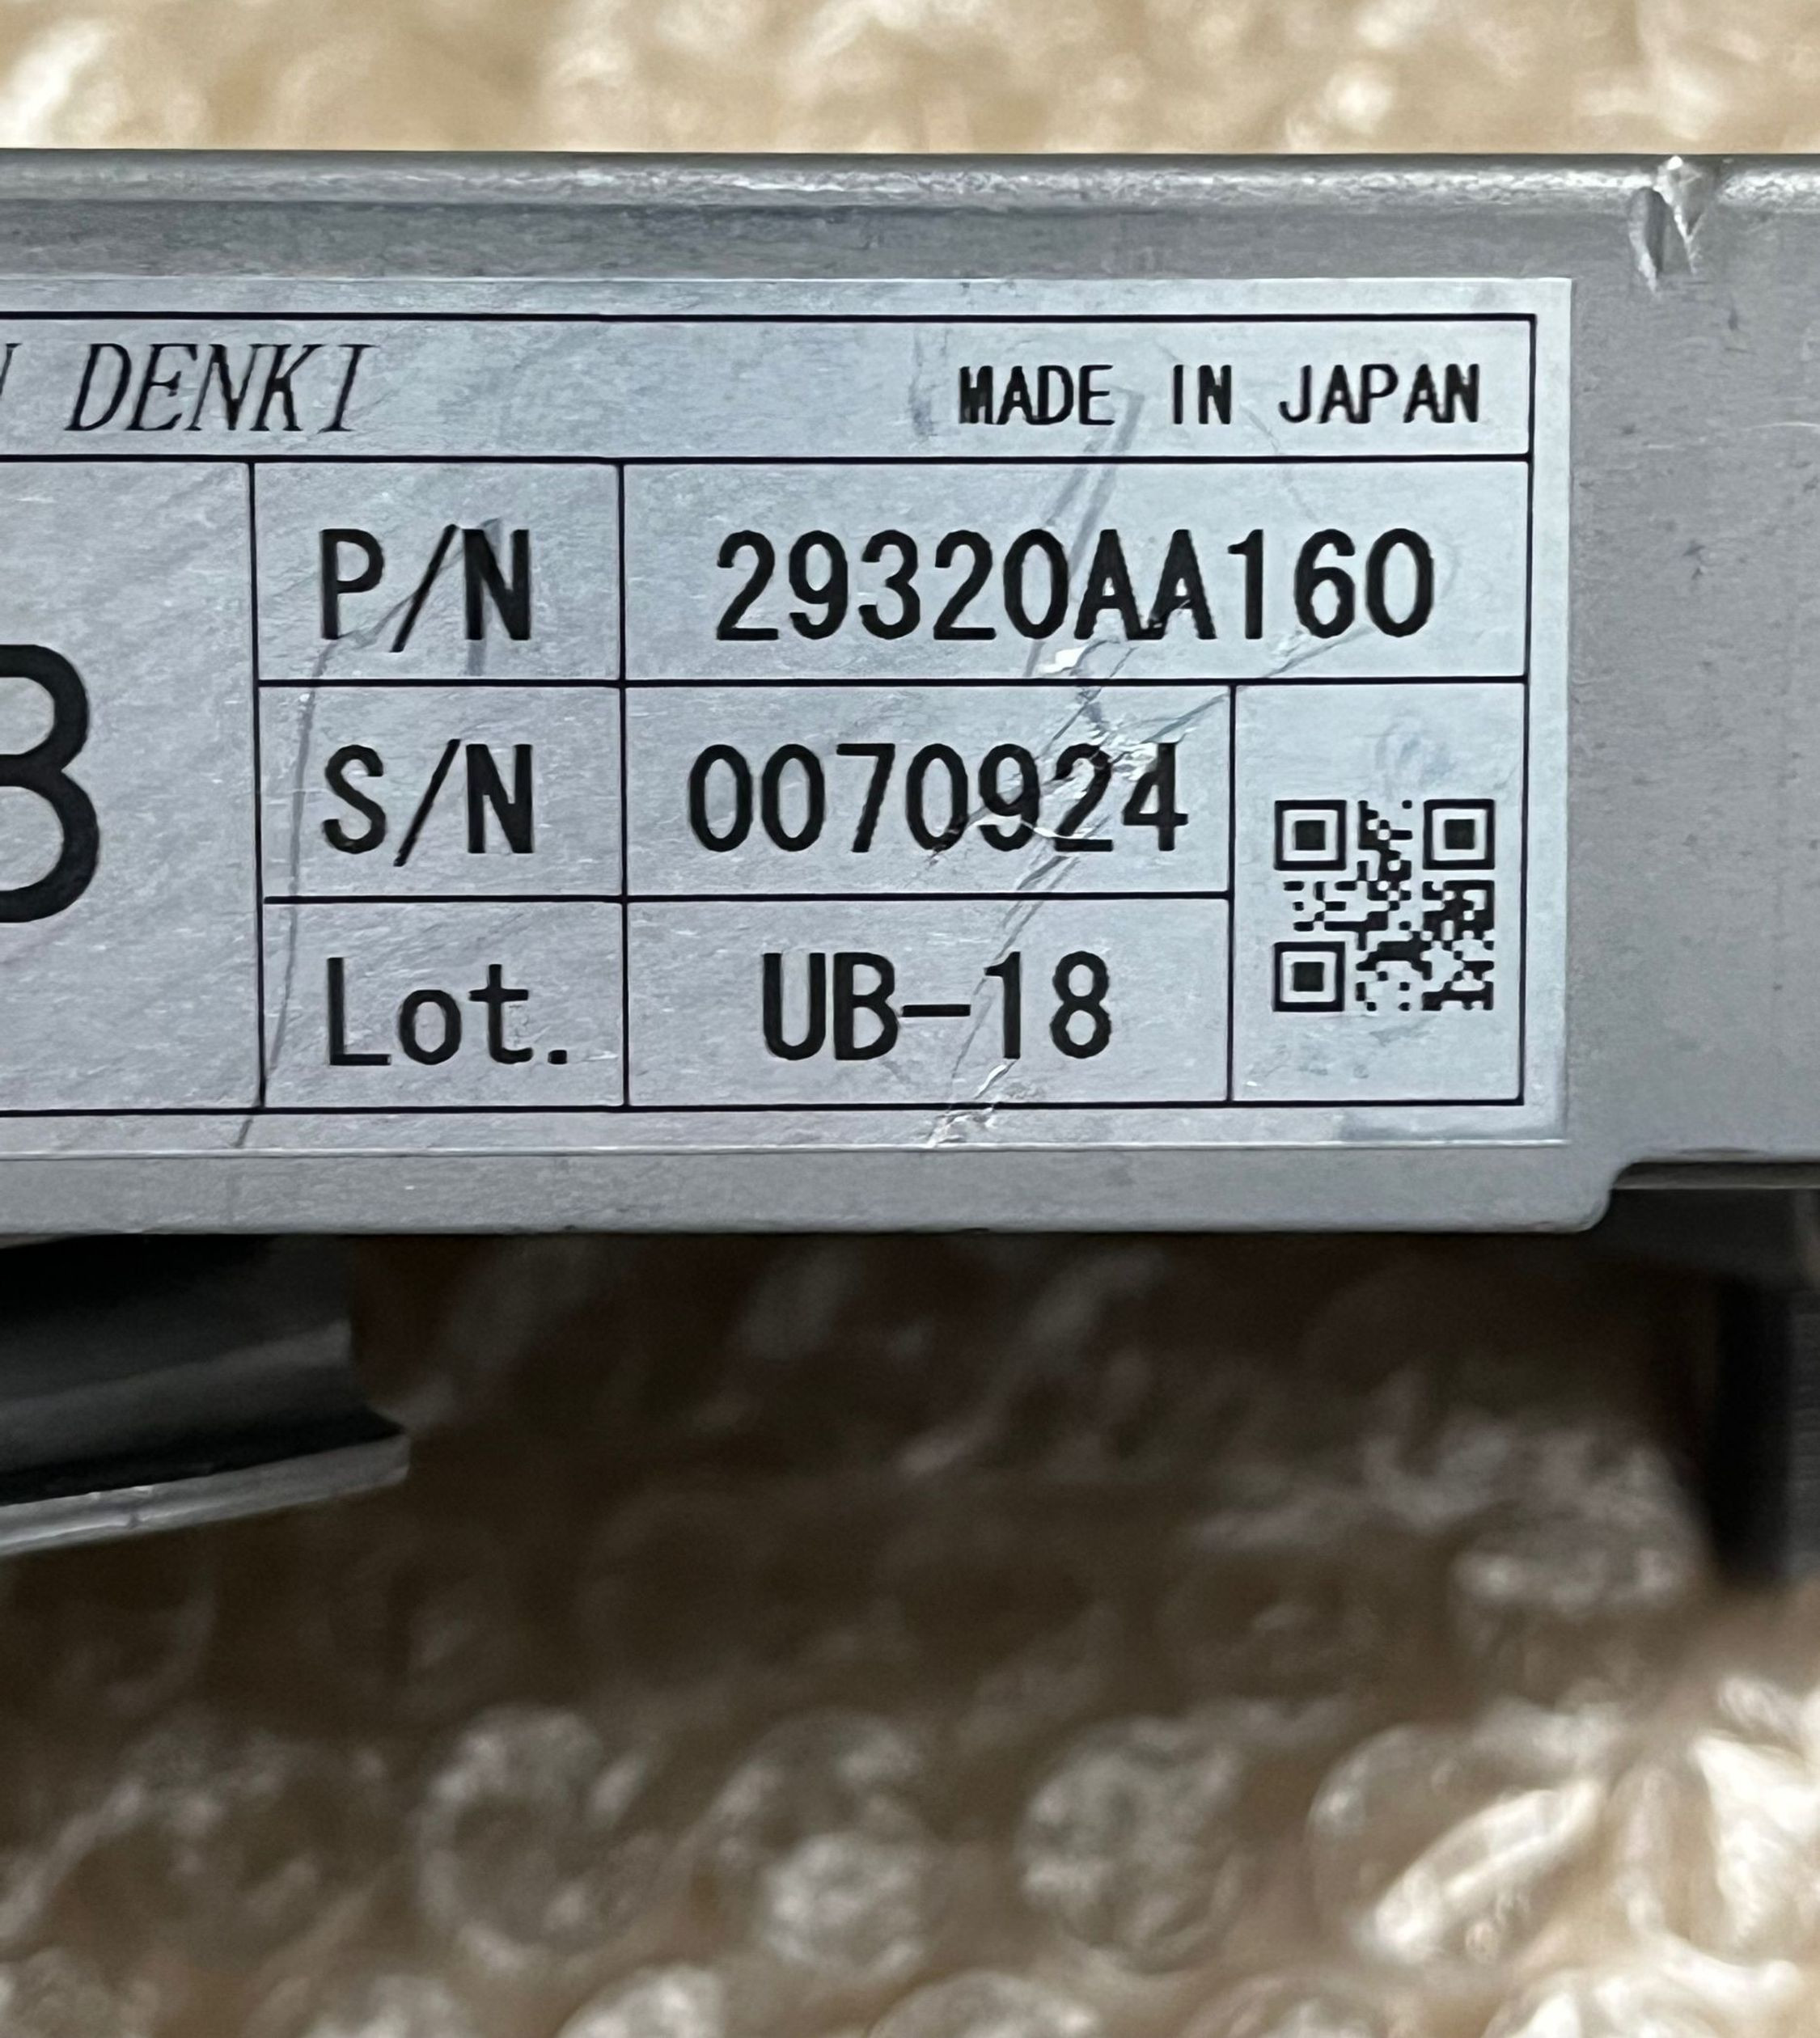 DENKI MADE IN JAPAN
P/N 29320AA160
B
S/N 0070924
Lot. UB-18